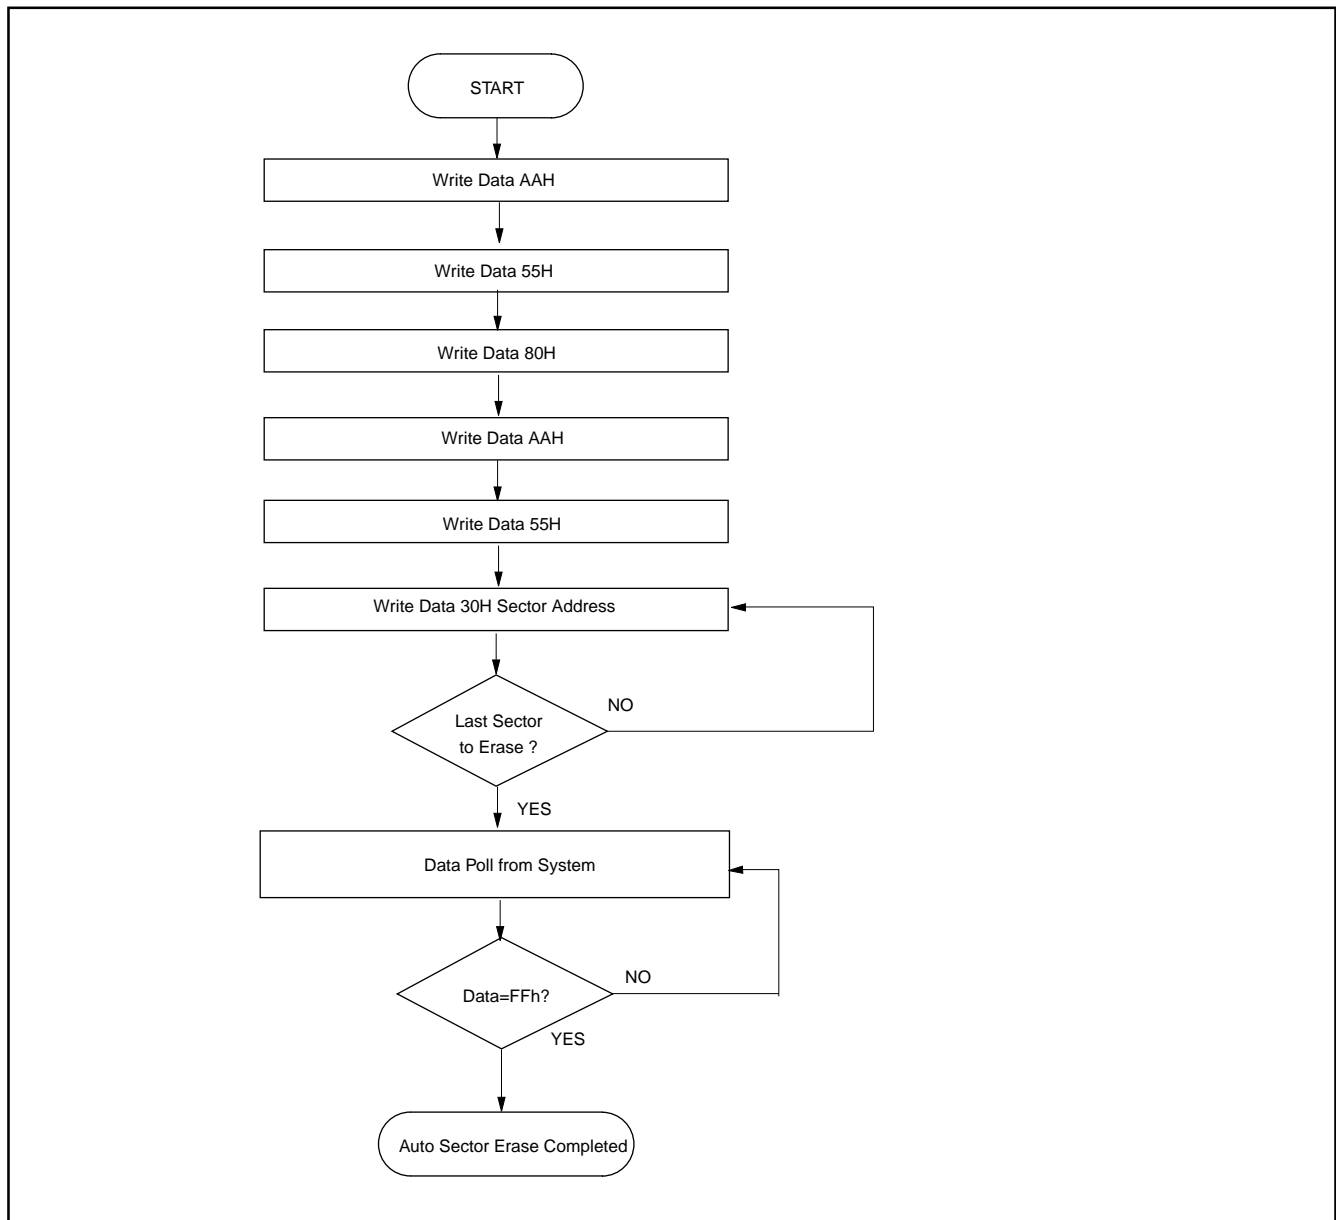 START
Write Data AAH
Write Data 55H
Write Data 80H
Write Data AAH
Write Data 55H
Write Data 30H Sector Address
NO
Last Sector
to Erase ?
YES
Data Poll from System
NO
Data=FFh?
YES
Auto Sector Erase Completed